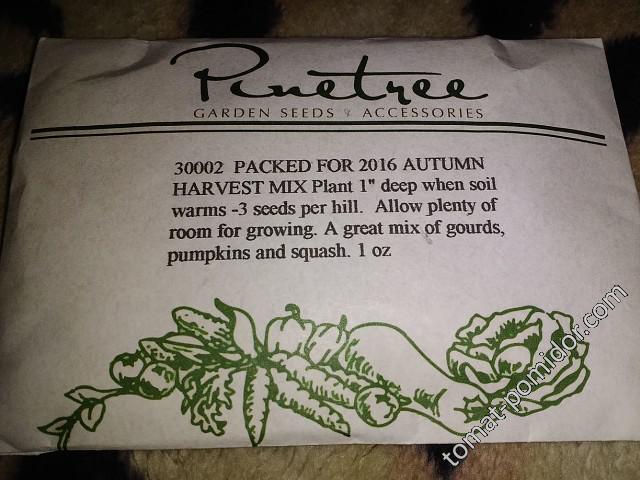 Pinetree
GARDEN SEEDS & ACCESSORIES
30002 PACKED FOR 2016 AUTUMN
HARVEST MIX Plant 1" deep when soil
warms -3 seeds per hill. Allow plenty of
room for growing. A great mix of gourds,
pumpkins and squash. 1 oz
tomat-pomidor.com